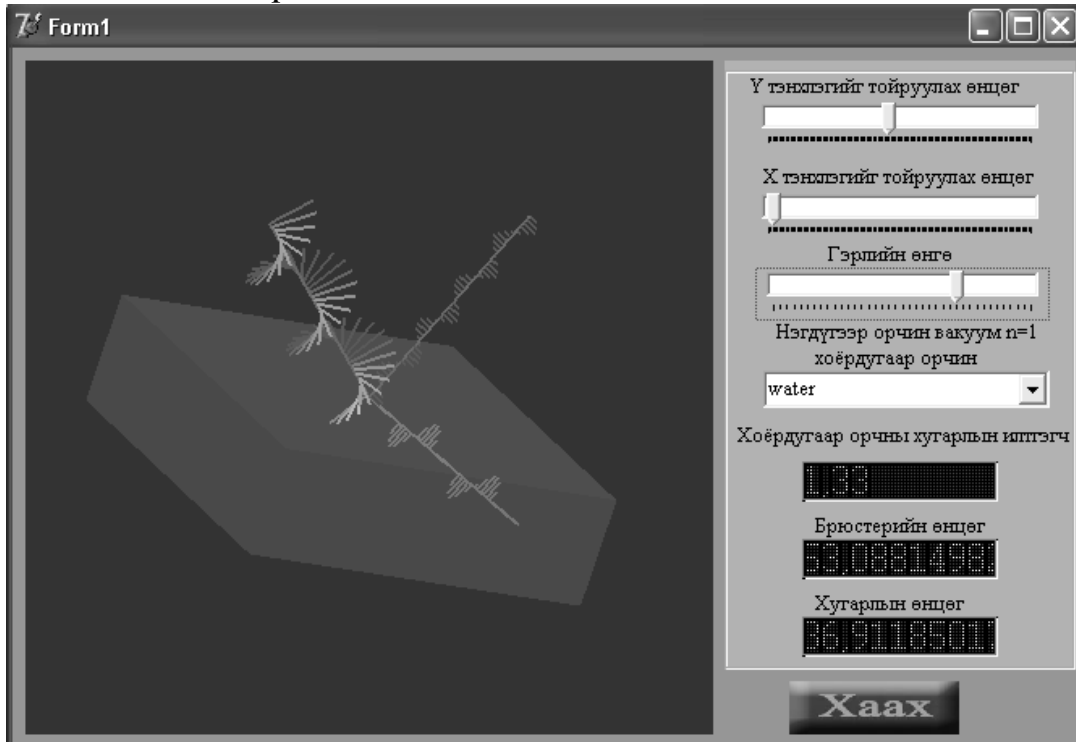 Form1
Y тэнхлэгийг тойруулах өнцөг
X тэнхлэгийг тойруулах өнцөг
Гэрлийн өнгө
Нэгдүгээр орчин вакуум n=1
хоёрдугаар орчин
water
Хоёрдугаар орчны хугарлын илтгэгч
1,33
Брюстерийн өнцөг
53,0881498
Хугарлын өнцөг
36,9118501
Хаах